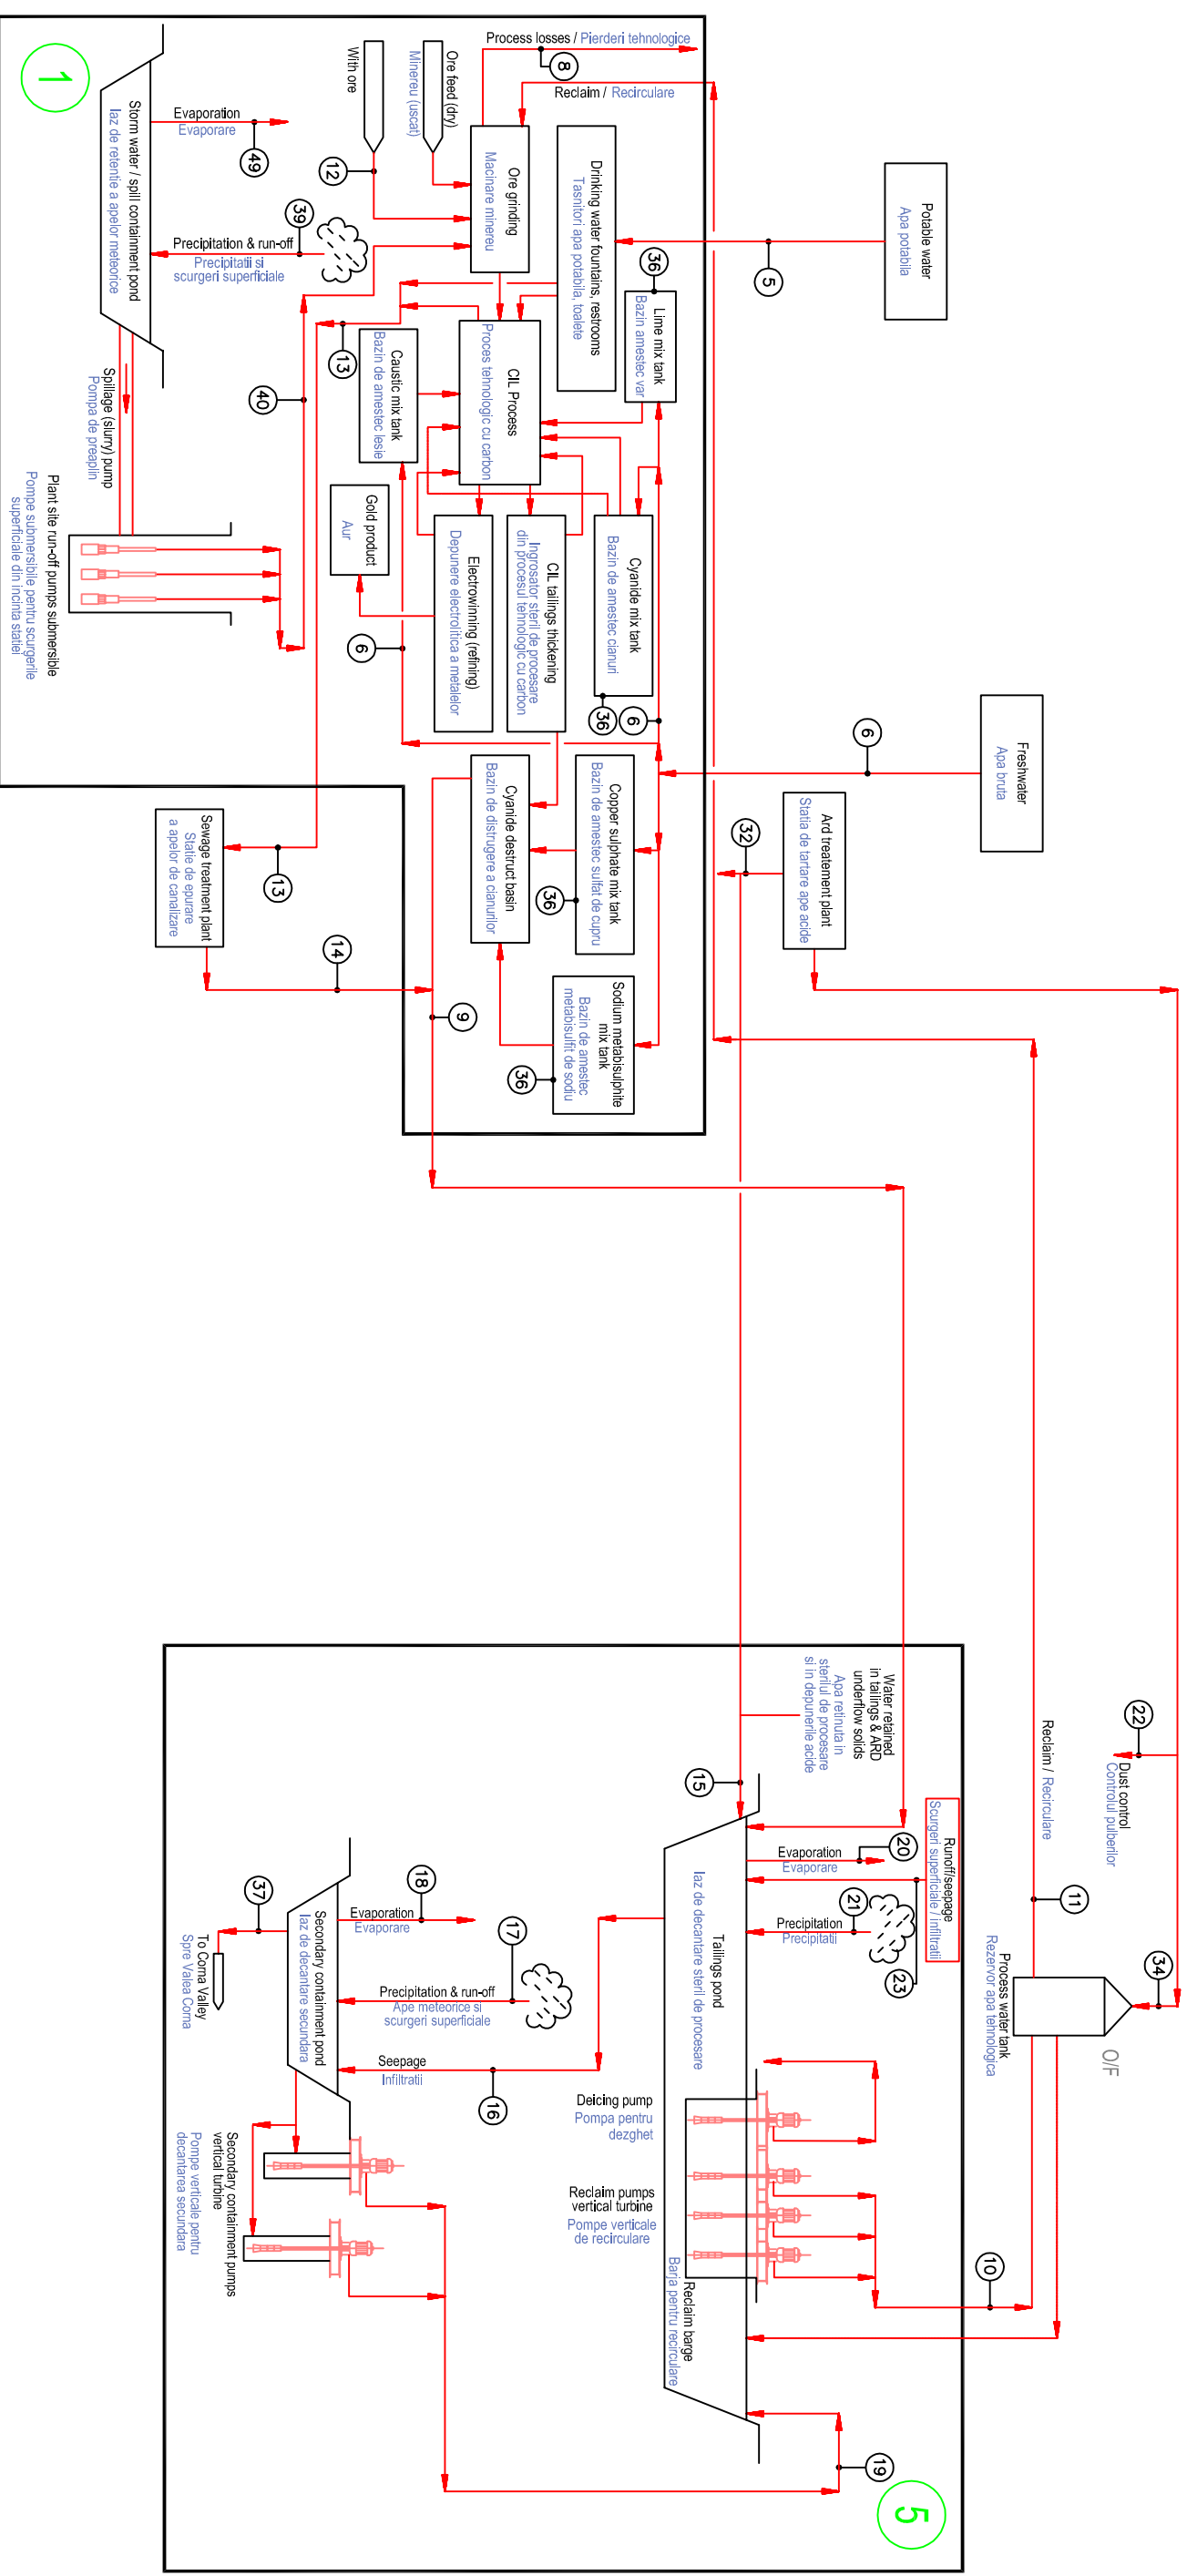 Process losses / Pierderi tehnologice
8
Reclaim / Recirculare
Ore feed (dry)
Minereu (uscat)
With ore
12
Ore grinding
Macinare minereu
Drinking water fountains, restrooms
Tasnitori apa potabila, toalete
Potable water
Apa potabila
5
1
Storm water / spill containment pond
Iaz de retentie a apelor meteorice
Evaporation
Evaporare
49
39
Precipitation & run-off
Precipitatii si
scurgeri superficiale
36
Lime mix tank
Bazin amestec var
CIL Process
Proces tehnologic cu carbon
13
Caustic mix tank
Bazin de amestec lesie
40
Spillage (slurry) pump
Pompa de preaplin
Plant site run-off pumps submersible
Pompe submersibile pentru scurgerile
superficiale din incinta statiei
Gold product
Aur
Electrowinning (refining)
Depunere electrolitica a metalelor
CIL tailings thickening
Ingrosator steril de procesare
din procesul tehnologic cu carbon
Cyanide mix tank
Bazin de amestec cianuri
36
6
6
Freshwater
Apa bruta
6
Copper sulphate mix tank
Bazin de amestec sulfat de cupru
36
Cyanide destruct basin
Bazin de distrugere a cianurilor
Sodium metabisulphite
mix tank
Bazin de amestec
metabisulfit de sodiu
36
Ard treatement plant
Statia de tartare ape acide
32
Sewage treatment plant
Statie de epurare
a apelor de canalizare
13
14
9
Water retained
in tailings & ARD
underflow solids
Apa retinuta in
sterilul de procesare
si in depunerile acide
15
Runoff/seepage
Scurgeri superficiale / infiltratii
20
Evaporation
Evaporare
21
Precipitation
Precipitatii
23
Tailings pond
Iaz de decantare steril de procesare
22
Dust control
Controlul pulberilor
Reclaim / Recirculare
11
34
Process water tank
Rezervor apa tehnologica
O/F
18
Evaporation
Evaporare
17
Precipitation & run-off
Ape meteorice si
scurgeri superficiale
Seepage
Infiltratii
16
Secondary containment pond
Iaz de decantare secundara
37
To Corna Valley
Spre Valea Corna
Secondary containment pumps
vertical turbine
Pompe verticale pentru
decantarea secundara
Deicing pump
Pompa pentru
dezghet
Reclaim pumps
vertical turbine
Pompe verticale
de recirculare
Reclaim barge
Barja pentru recirculare
10
19
5